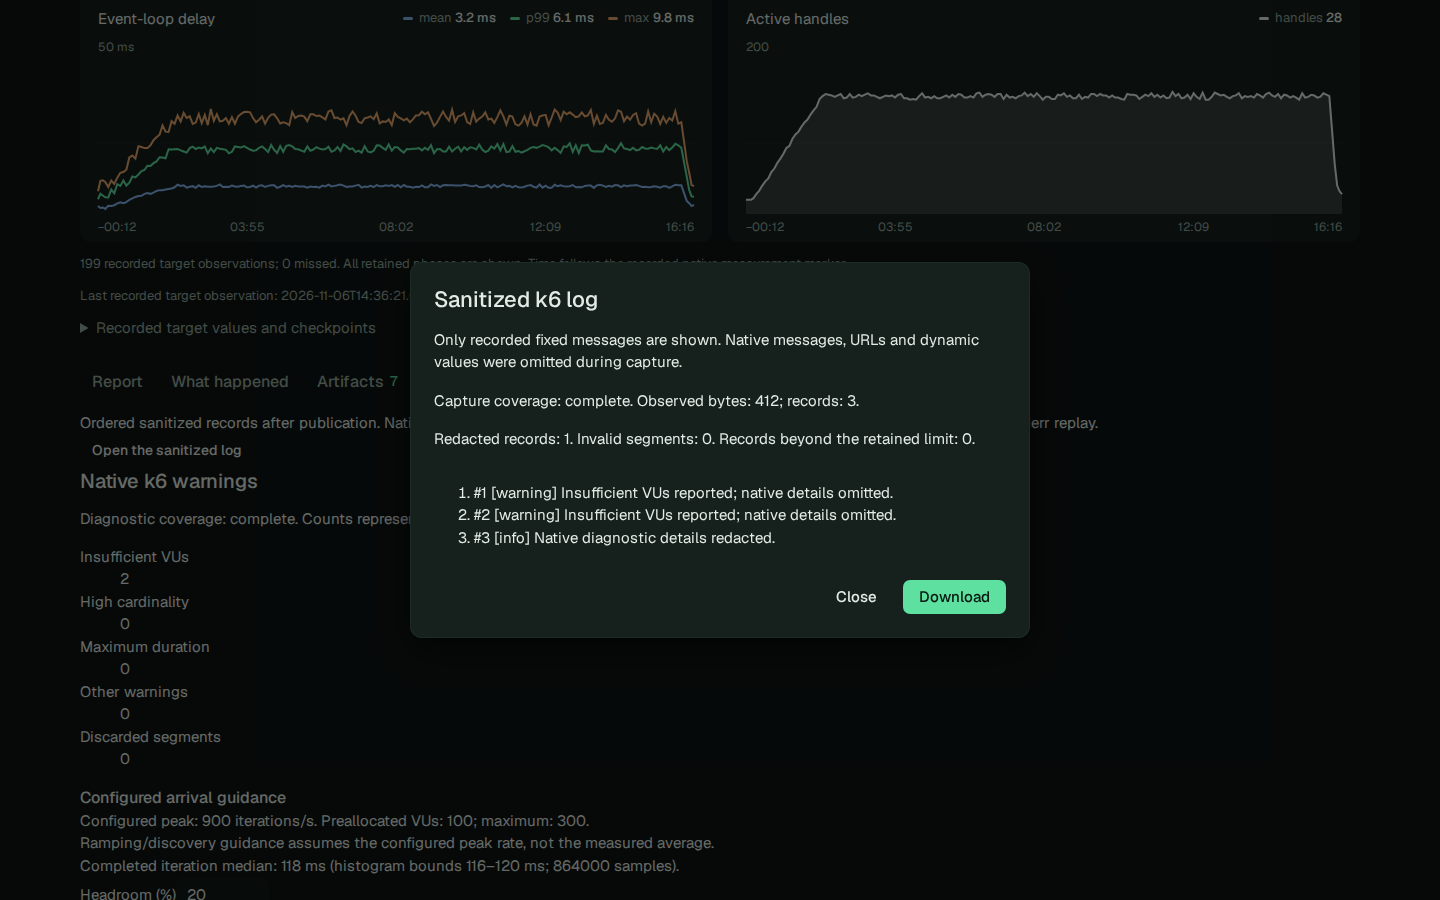 Event-loop delay
mean 3.2 ms p99 6.1 ms max 9.8 ms
50 ms
−00:12 03:55 08:02 12:09 16:16
Active handles
handles 28
200
−00:12 03:55 08:02 12:09 16:16
199 recorded target observations; 0 missed. All retained phases are shown. Time follows the recorded native measurement marker.
Last recorded target observation: 2026-11-06T14:36:21.
▶ Recorded target values and checkpoints
Report What happened Artifacts 7
Ordered sanitized records after publication. Nati
err replay.
Open the sanitized log
Native k6 warnings
Diagnostic coverage: complete. Counts represe
Insufficient VUs
2
High cardinality
0
Maximum duration
0
Other warnings
0
Discarded segments
0
Configured arrival guidance
Configured peak: 900 iterations/s. Preallocated VUs: 100; maximum: 300.
Ramping/discovery guidance assumes the configured peak rate, not the measured average.
Completed iteration median: 118 ms (histogram bounds 116–120 ms; 864000 samples).
Headroom (%) 20
Sanitized k6 log
Only recorded fixed messages are shown. Native messages, URLs and dynamic
values were omitted during capture.
Capture coverage: complete. Observed bytes: 412; records: 3.
Redacted records: 1. Invalid segments: 0. Records beyond the retained limit: 0.
1. #1 [warning] Insufficient VUs reported; native details omitted.
2. #2 [warning] Insufficient VUs reported; native details omitted.
3. #3 [info] Native diagnostic details redacted.
Close
Download